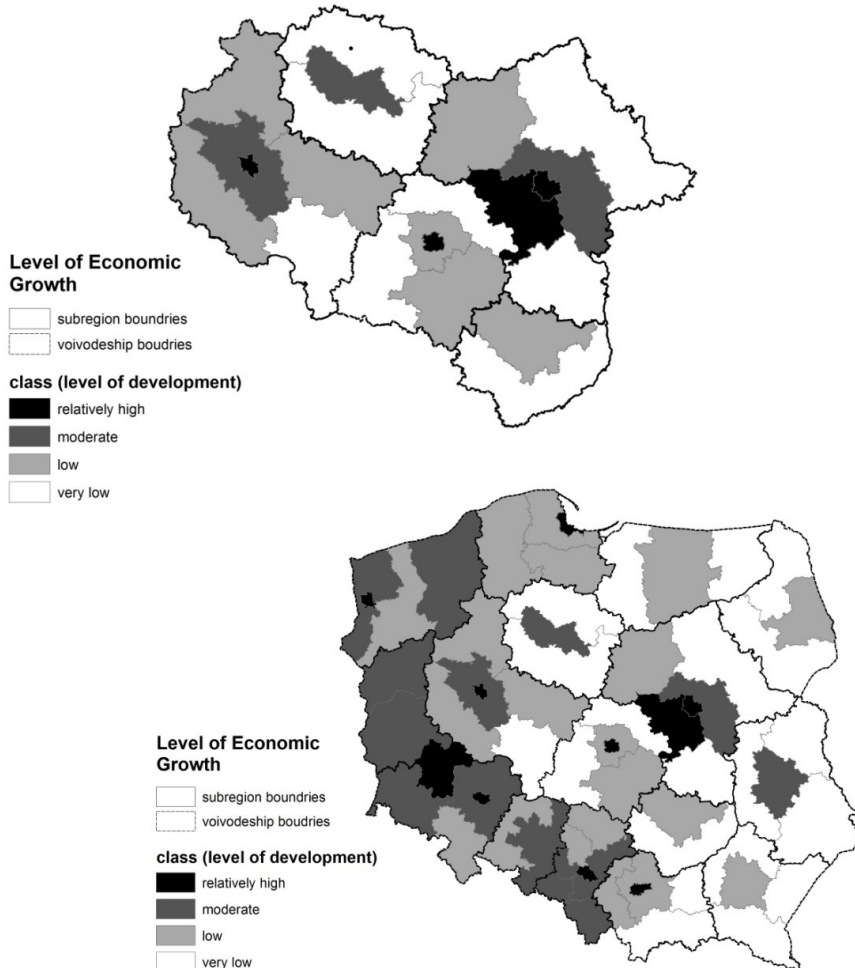 Level of Economic
Growth
subregion boundries
voivodeship boudries
class (level of development)
relatively high
moderate
low
very low
Level of Economic
Growth
subregion boundries
voivodeship boudries
class (level of development)
relatively high
moderate
low
very low